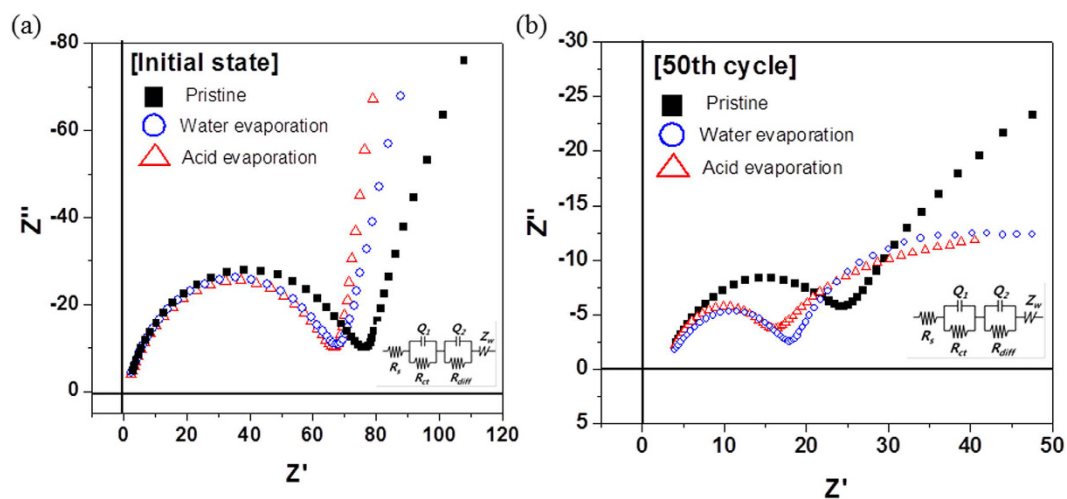 (a)
[Initial state]
Pristine
Water evaporation
Acid evaporation
-80
-60
-40
-20
0
Z''
0 20 40 60 80 100 120
Z'
Q1 Q2 Zw
Rs Rct Rdiff
(b)
[50th cycle]
Pristine
Water evaporation
Acid evaporation
-30
-25
-20
-15
-10
-5
0
5
Z''
0 10 20 30 40 50
Z'
Q1 Q2 Zw
Rs Rct Rdiff